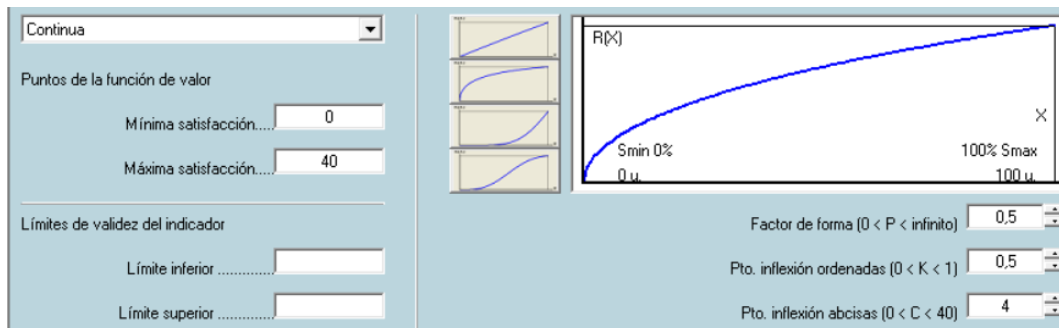 Continua
Puntos de la función de valor
Mínima satisfacción.... 0
Máxima satisfacción.... 40
Límites de validez del indicador
Límite inferior .............
Límite superior ...............
R(X)
X
Smin 0% 100% Smax
0 u. 100 u.
Factor de forma (0 < P < infinito) 0,5
Pto. inflexión ordenadas (0 < K < 1) 0,5
Pto. inflexión abcisas (0 < C < 40) 4